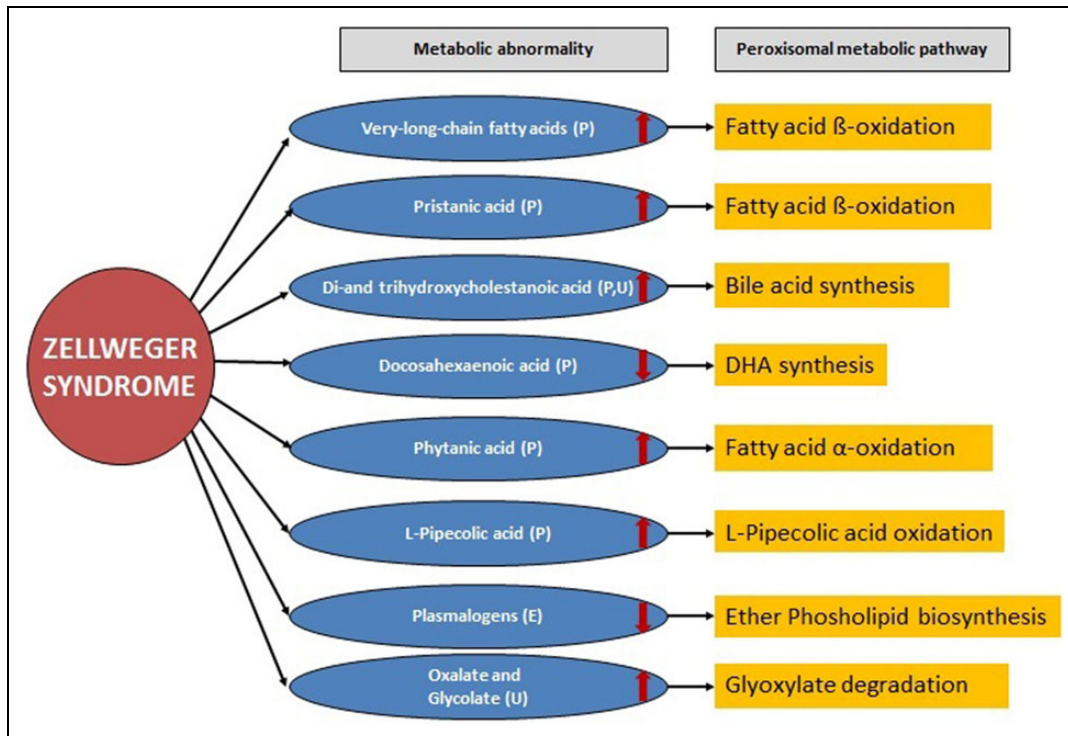 Metabolic abnormality
Peroxisomal metabolic pathway
Very-long-chain fatty acids (P)
Fatty acid ß-oxidation
Pristanic acid (P)
Fatty acid ß-oxidation
Di-and trihydroxycholestanoic acid (P,U)
Bile acid synthesis
ZELLWEGER
SYNDROME
Docosahexaenoic acid (P)
DHA synthesis
Phytanic acid (P)
Fatty acid α-oxidation
L-Pipecolic acid (P)
L-Pipecolic acid oxidation
Plasmalogens (E)
Ether Phosholipid biosynthesis
Oxalate and
Glycolate (U)
Glyoxylate degradation